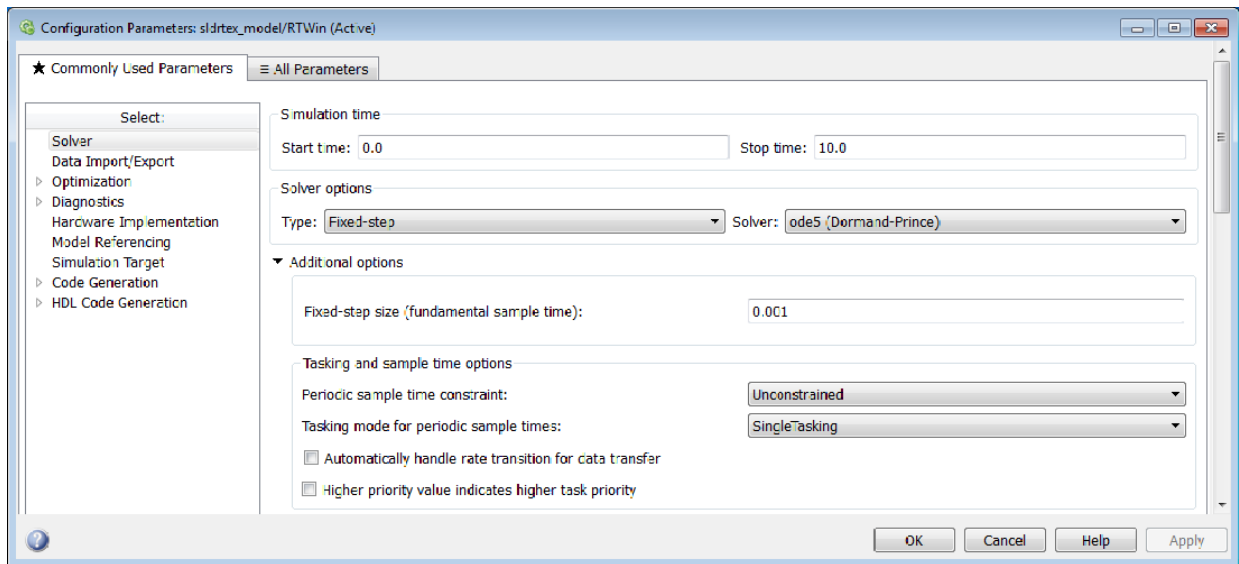 Configuration Parameters: sldrtex_model/RTWin (Active)
★ Commonly Used Parameters
≡ All Parameters
Select:
Solver
Data Import/Export
Optimization
Diagnostics
Hardware Implementation
Model Referencing
Simulation Target
Code Generation
HDL Code Generation
Simulation time
Start time: 0.0 Stop time: 10.0
Solver options
Type: Fixed-step Solver: ode5 (Dormand-Prince)
Additional options
Fixed-step size (fundamental sample time): 0.001
Tasking and sample time options
Periodic sample time constraint: Unconstrained
Tasking mode for periodic sample times: SingleTasking
Automatically handle rate transition for data transfer
Higher priority value indicates higher task priority
? OK Cancel Help Apply